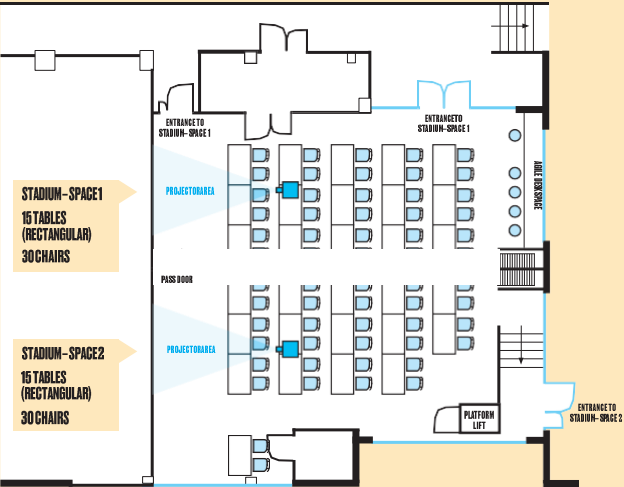 ENTRANCE TO
STADIUM-SPACE 1
ENTRANCE TO
STADIUM-SPACE 1
AGILE DESK SPACE
STADIUM-SPACE 1
15 TABLES
(RECTANGULAR)
30 CHAIRS
PROJECTOR AREA
PASS DOOR
STADIUM-SPACE 2
15 TABLES
(RECTANGULAR)
30 CHAIRS
PROJECTOR AREA
PLATFORM
LIFT
ENTRANCE TO
STADIUM-SPACE 2